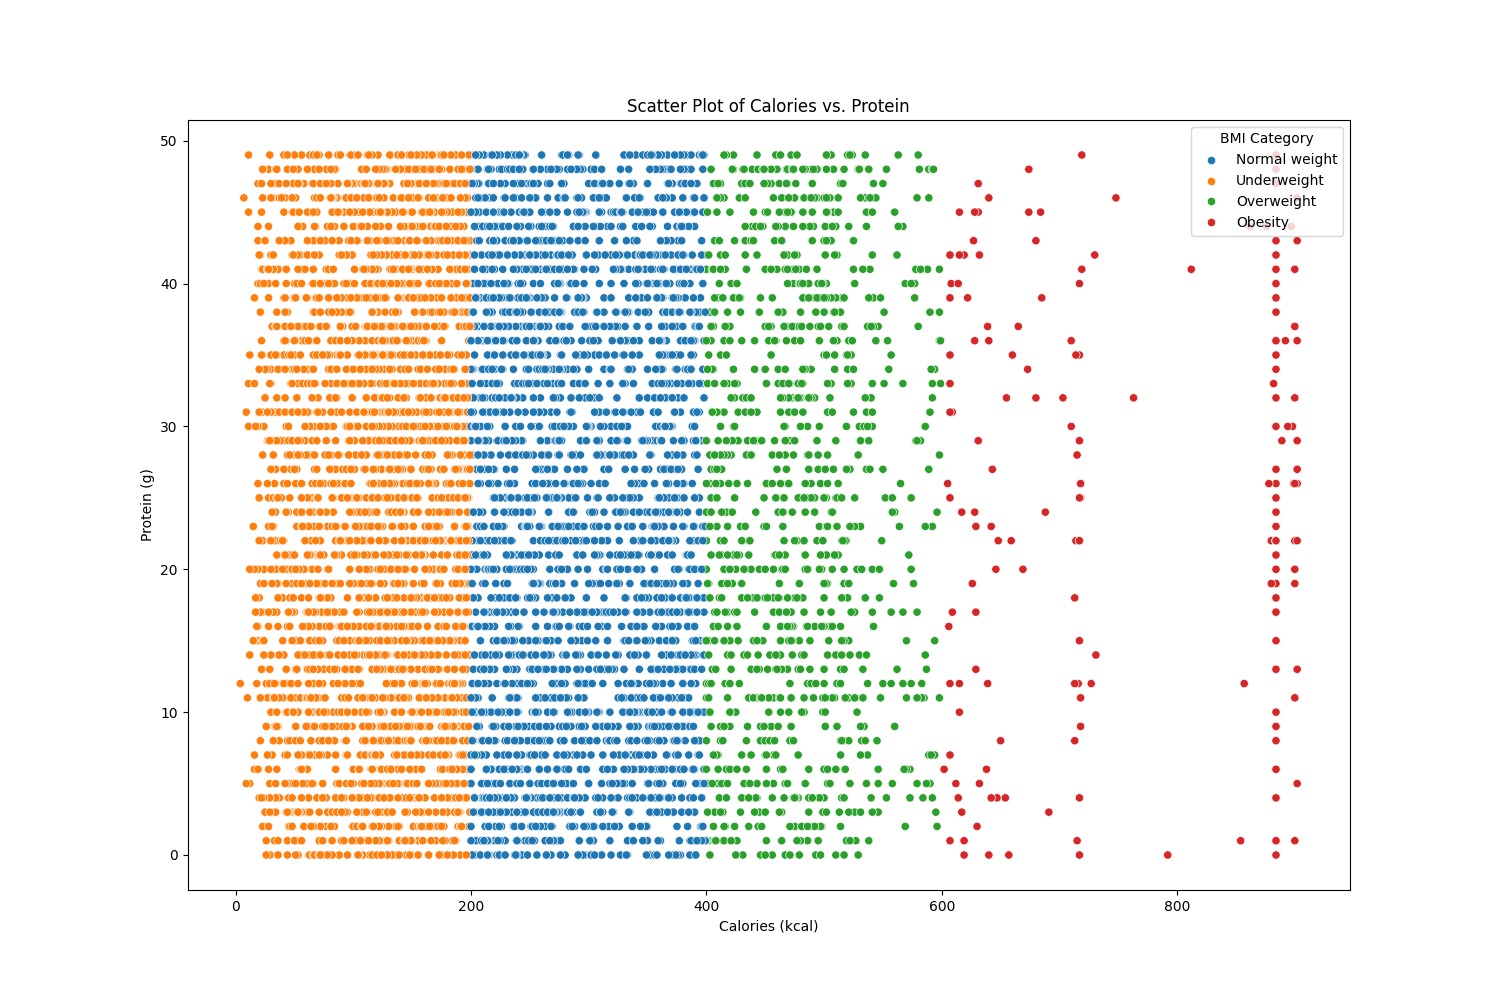 Scatter Plot of Calories vs. Protein
BMI Category
Normal weight
Underweight
Overweight
Obesity
50
40
30
20
10
0
Protein (g)
0 200 400 600 800
Calories (kcal)